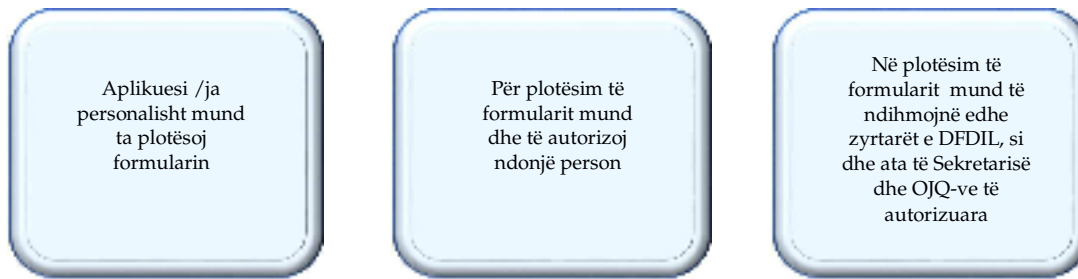 Aplikuesi /ja
personalisht mund
ta plotësoj
formularin
Për plotësim të
formularit mund
dhe të autorizoj
ndonjë person
Në plotësim të
formularit mund të
ndihmojnë edhe
zyrtarët e DFDIL, si
dhe ata të Sekretarisë
dhe OJQ-ve të
autorizuara